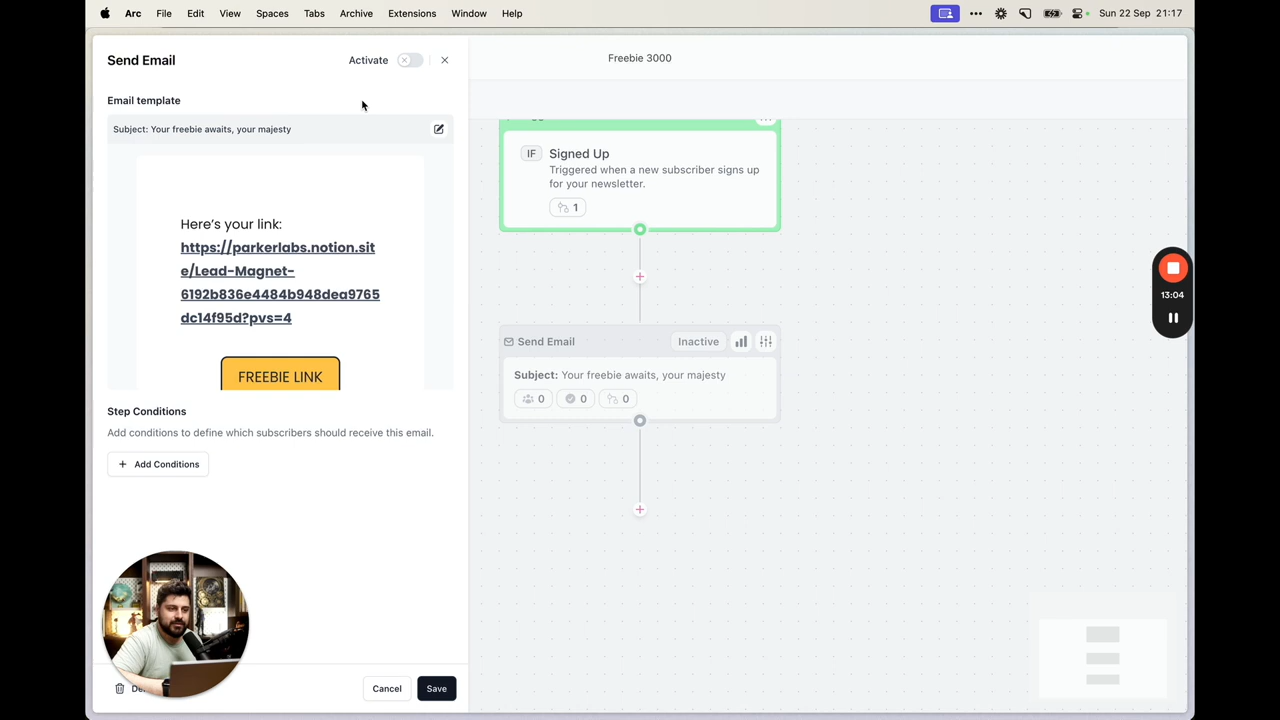 Arc File Edit View Spaces Tabs Archive Extensions Window Help Sun 22 Sep 21:17
Send Email Activate
Freebie 3000
Email template
Subject: Your freebie awaits, your majesty
Here's your link:
https://parkerlabs.notion.sit
e/Lead-Magnet-
6192b836e4484b948dea9765
dc14f95d?pvs=4
FREEBIE LINK
Step Conditions
Add conditions to define which subscribers should receive this email.
+ Add Conditions
Cancel Save
IF Signed Up
Triggered when a new subscriber signs up
for your newsletter.
1
Send Email Inactive
Subject: Your freebie awaits, your majesty
0 0 0
13:04